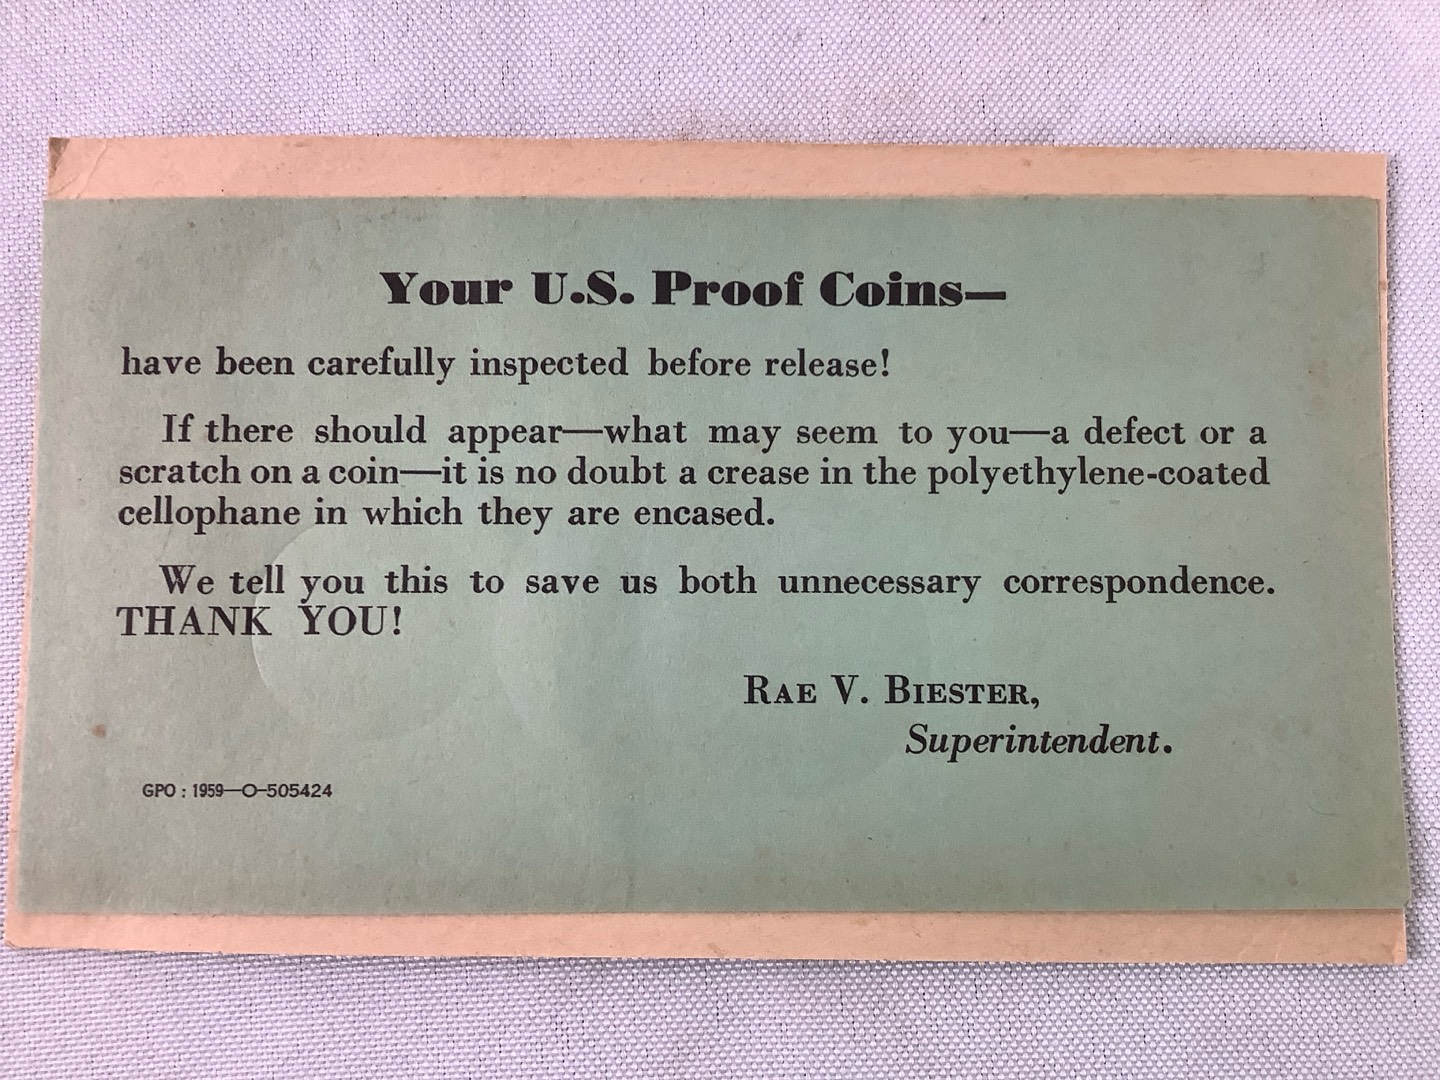 Your U.S. Proof Coins—
have been carefully inspected before release!
If there should appear—what may seem to you—a defect or a
scratch on a coin—it is no doubt a crease in the polyethylene-coated
cellophane in which they are encased.
We tell you this to save us both unnecessary correspondence.
THANK YOU!
RAE V. BIESTER,
Superintendent.
GPO : 1959—O-505424